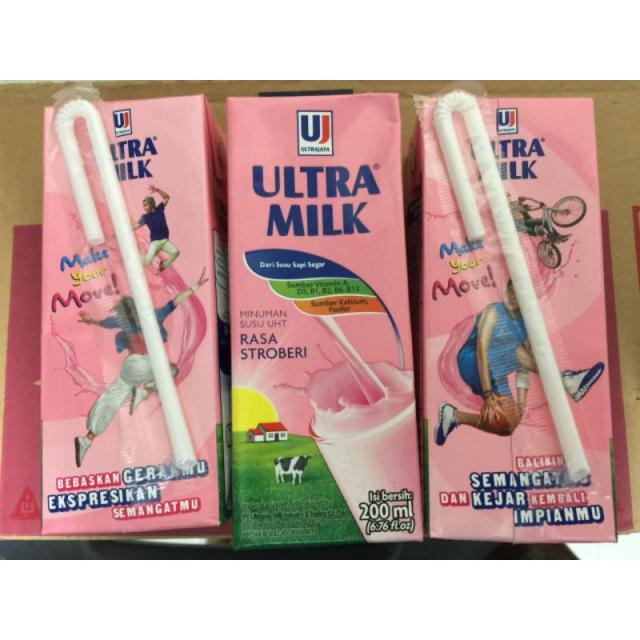 UJ
ULTRAJAYA
ULTRA
MILK
Make
Your
Move!
BEBASKAN GERAKMU
EKSPRESIKAN
SEMANGATMU
UJ
ULTRAJAYA
ULTRA®
MILK
Dari Susu Sapi Segar
Sumber Vitamin A,
D3, B1, B2, B6, B12
Sumber Kalsium,
Fosfor
MINUMAN
SUSU UHT
RASA
STROBERI
Isi bersih:
200 ml
(6.76 fl.oz)
UJ
ULTRA
MILK
Make
Your
Move!
BALIKIN
SEMANGATMU
DAN KEJAR KEMBALI
IMPIANMU